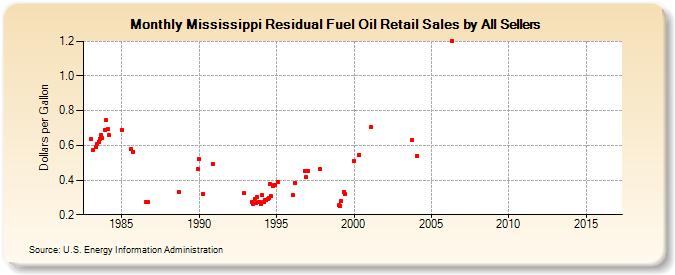 Monthly Mississippi Residual Fuel Oil Retail Sales by All Sellers
Dollars per Gallon
1.2
1.0
0.8
0.6
0.4
0.2
1985 1990 1995 2000 2005 2010 2015
Source: U.S. Energy Information Administration